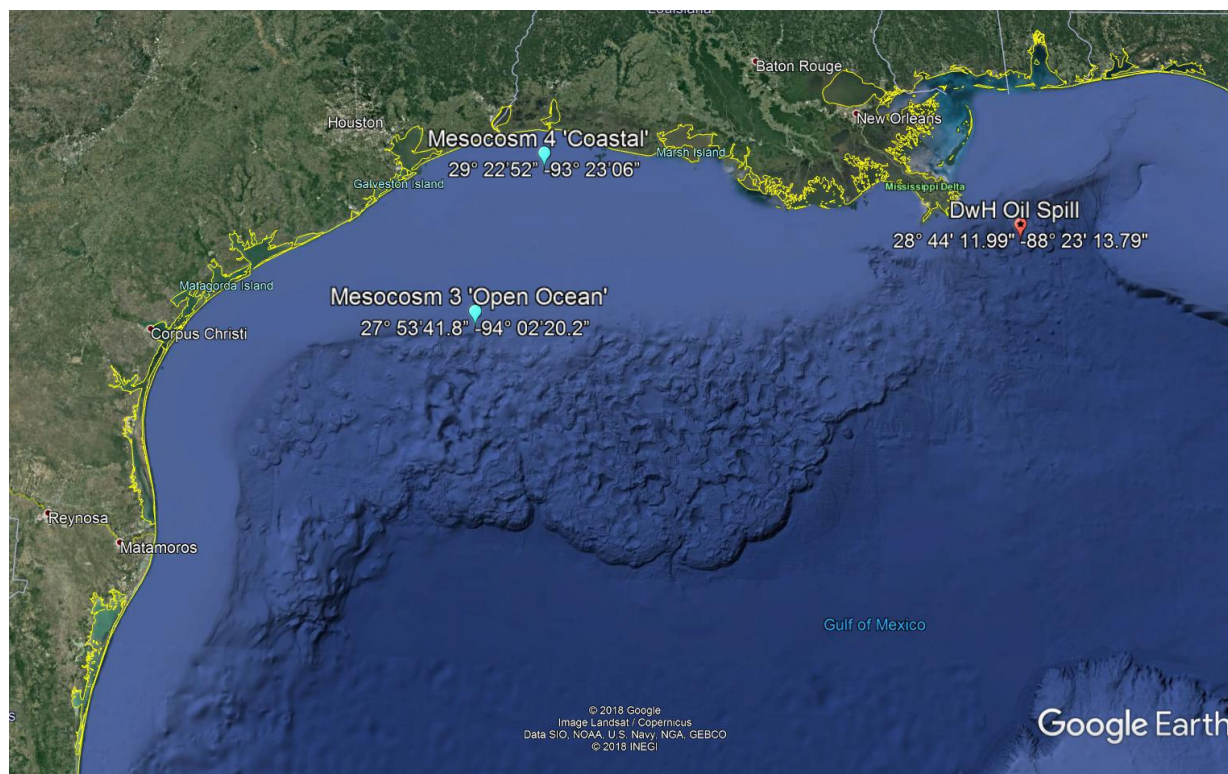 Louisiana
Baton Rouge
New Orleans
Houston
Mesocosm 4 'Coastal'
29° 22'52” -93° 23'06”
Marsh Island
Galveston Island
Mississippi Delta
DwH Oil Spill
28° 44' 11.99" -88° 23' 13.79"
Matagorda Island
Mesocosm 3 'Open Ocean'
27° 53'41.8” -94° 02'20.2”
Corpus Christi
Reynosa
Matamoros
Gulf of Mexico
s
© 2018 Google
Image Landsat / Copernicus
Data SIO, NOAA, U.S. Navy, NGA, GEBCO
© 2018 INEGI
Google Earth